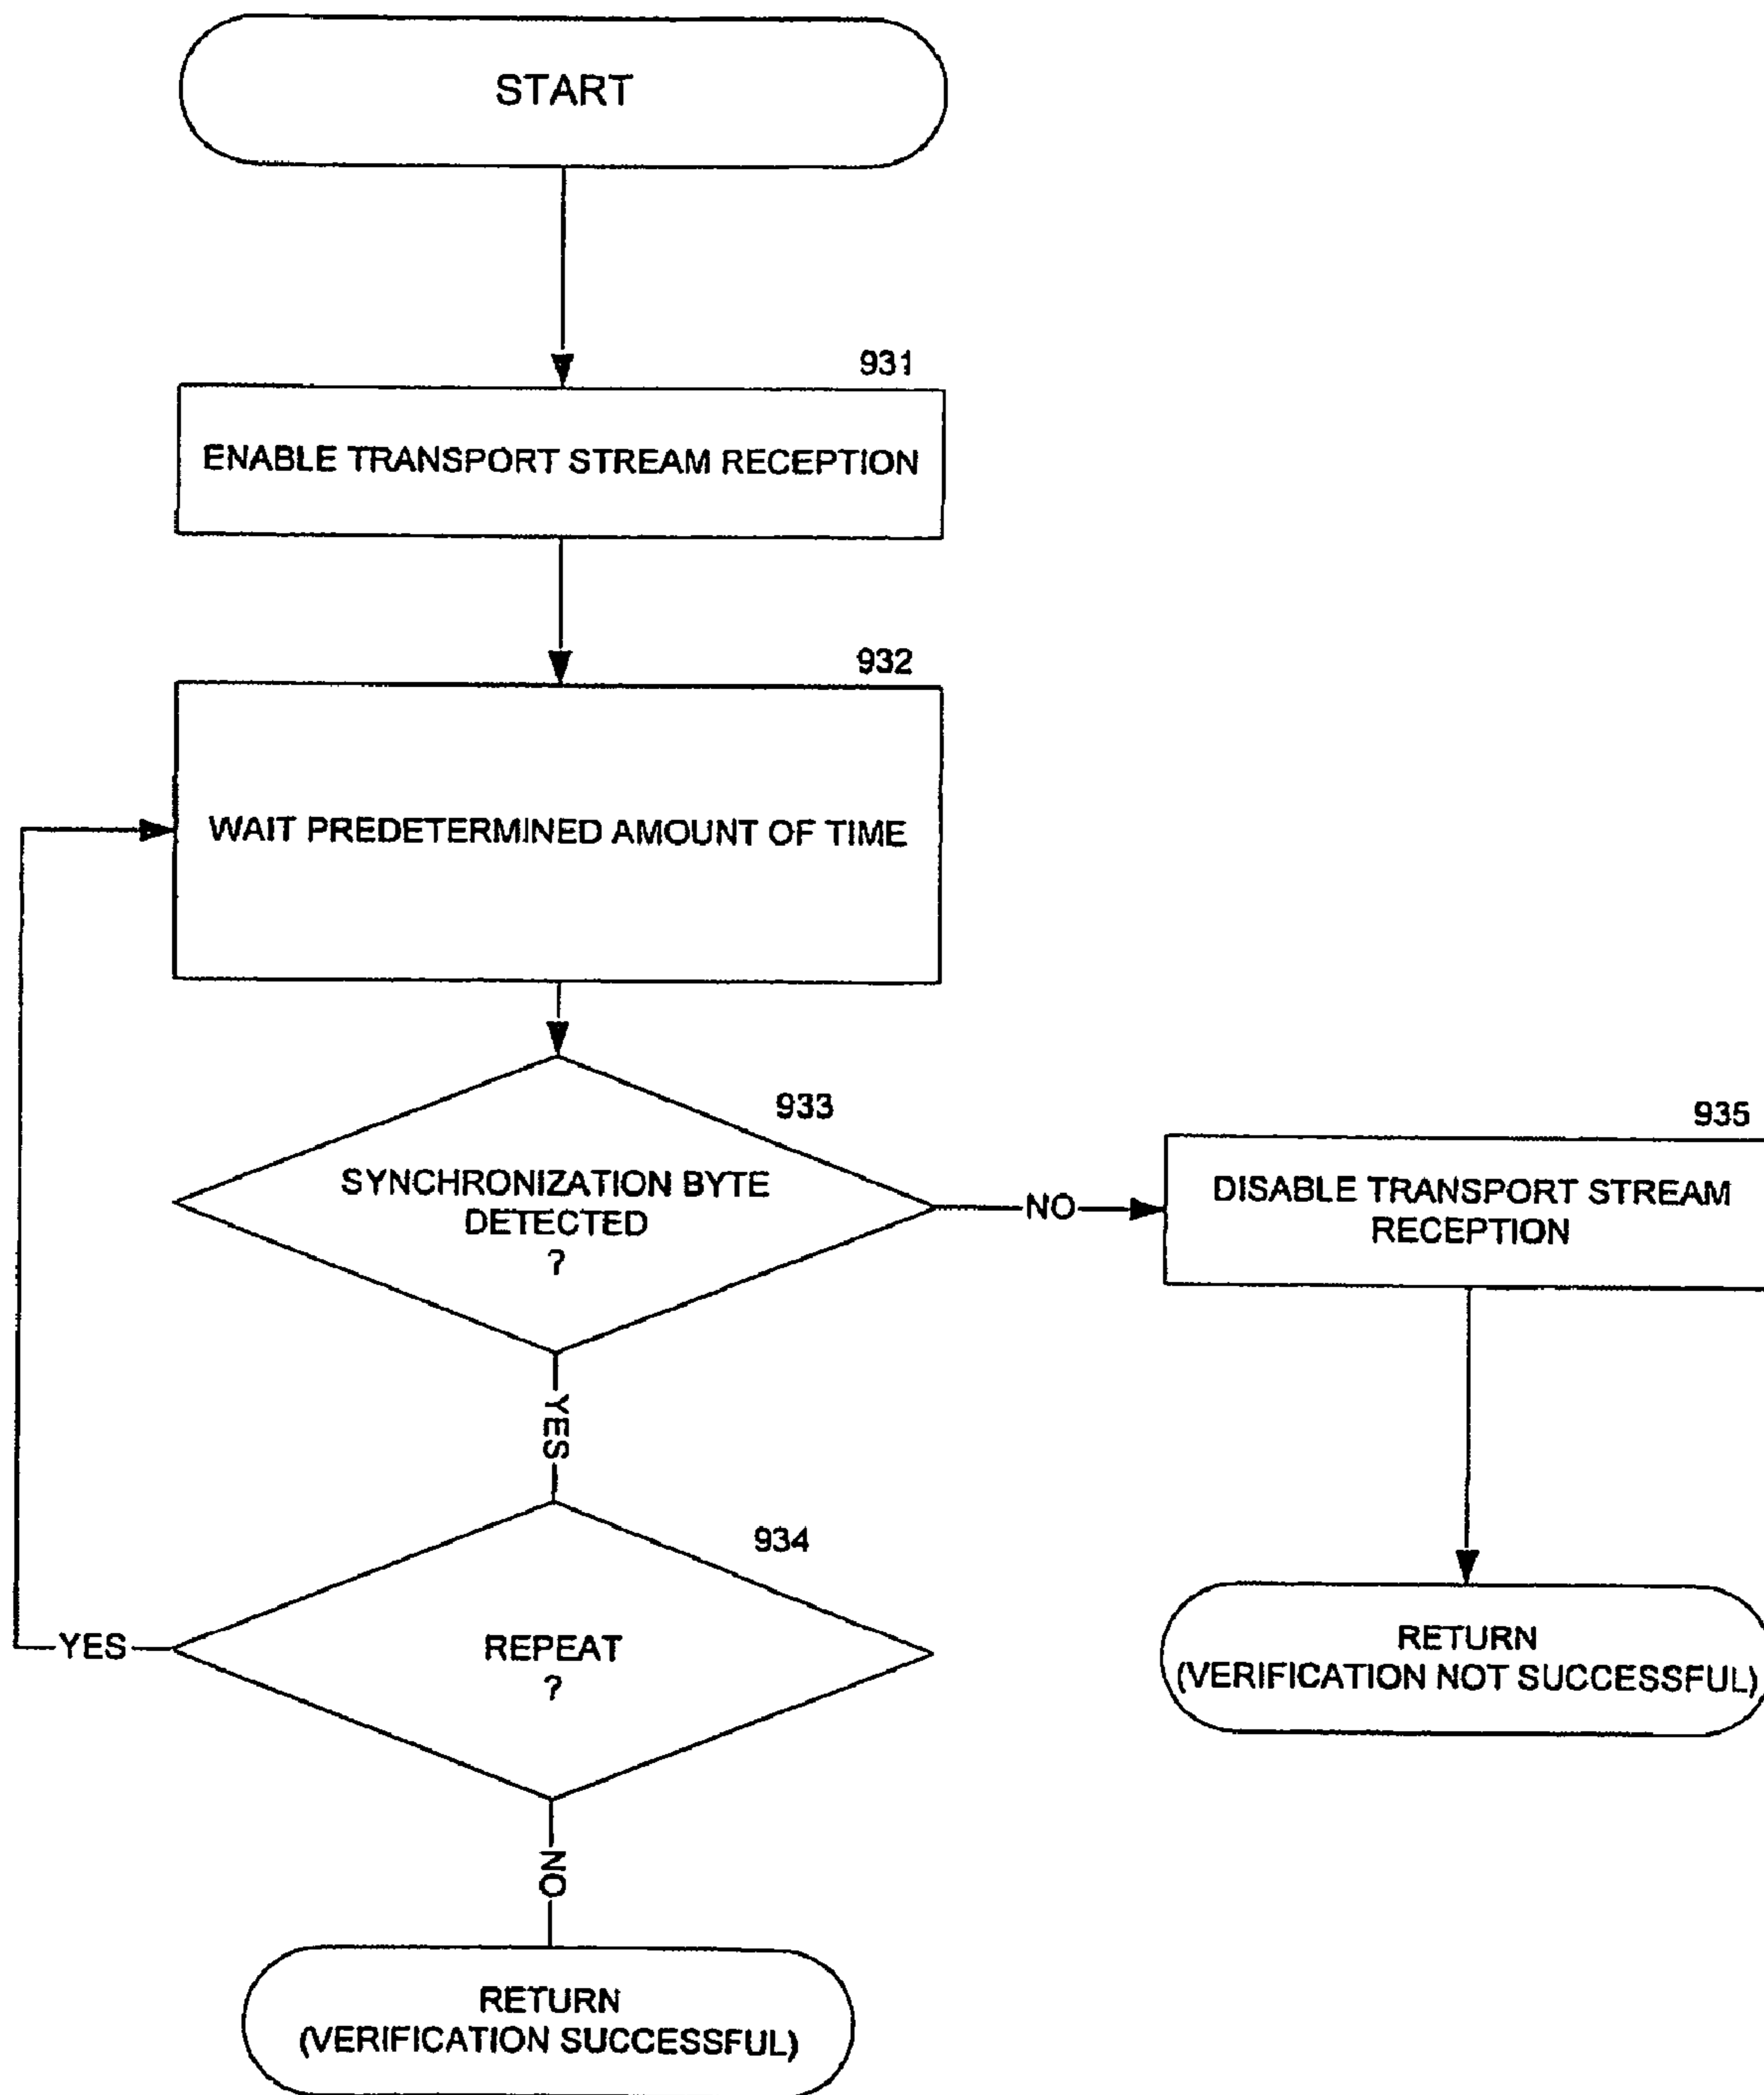 START
931
ENABLE TRANSPORT STREAM RECEPTION
932
WAIT PREDETERMINED AMOUNT OF TIME
933
SYNCHRONIZATION BYTE
DETECTED
?
NO
935
DISABLE TRANSPORT STREAM
RECEPTION
YES
934
REPEAT
?
YES
RETURN
(VERIFICATION NOT SUCCESSFUL)
NO
RETURN
(VERIFICATION SUCCESSFUL)